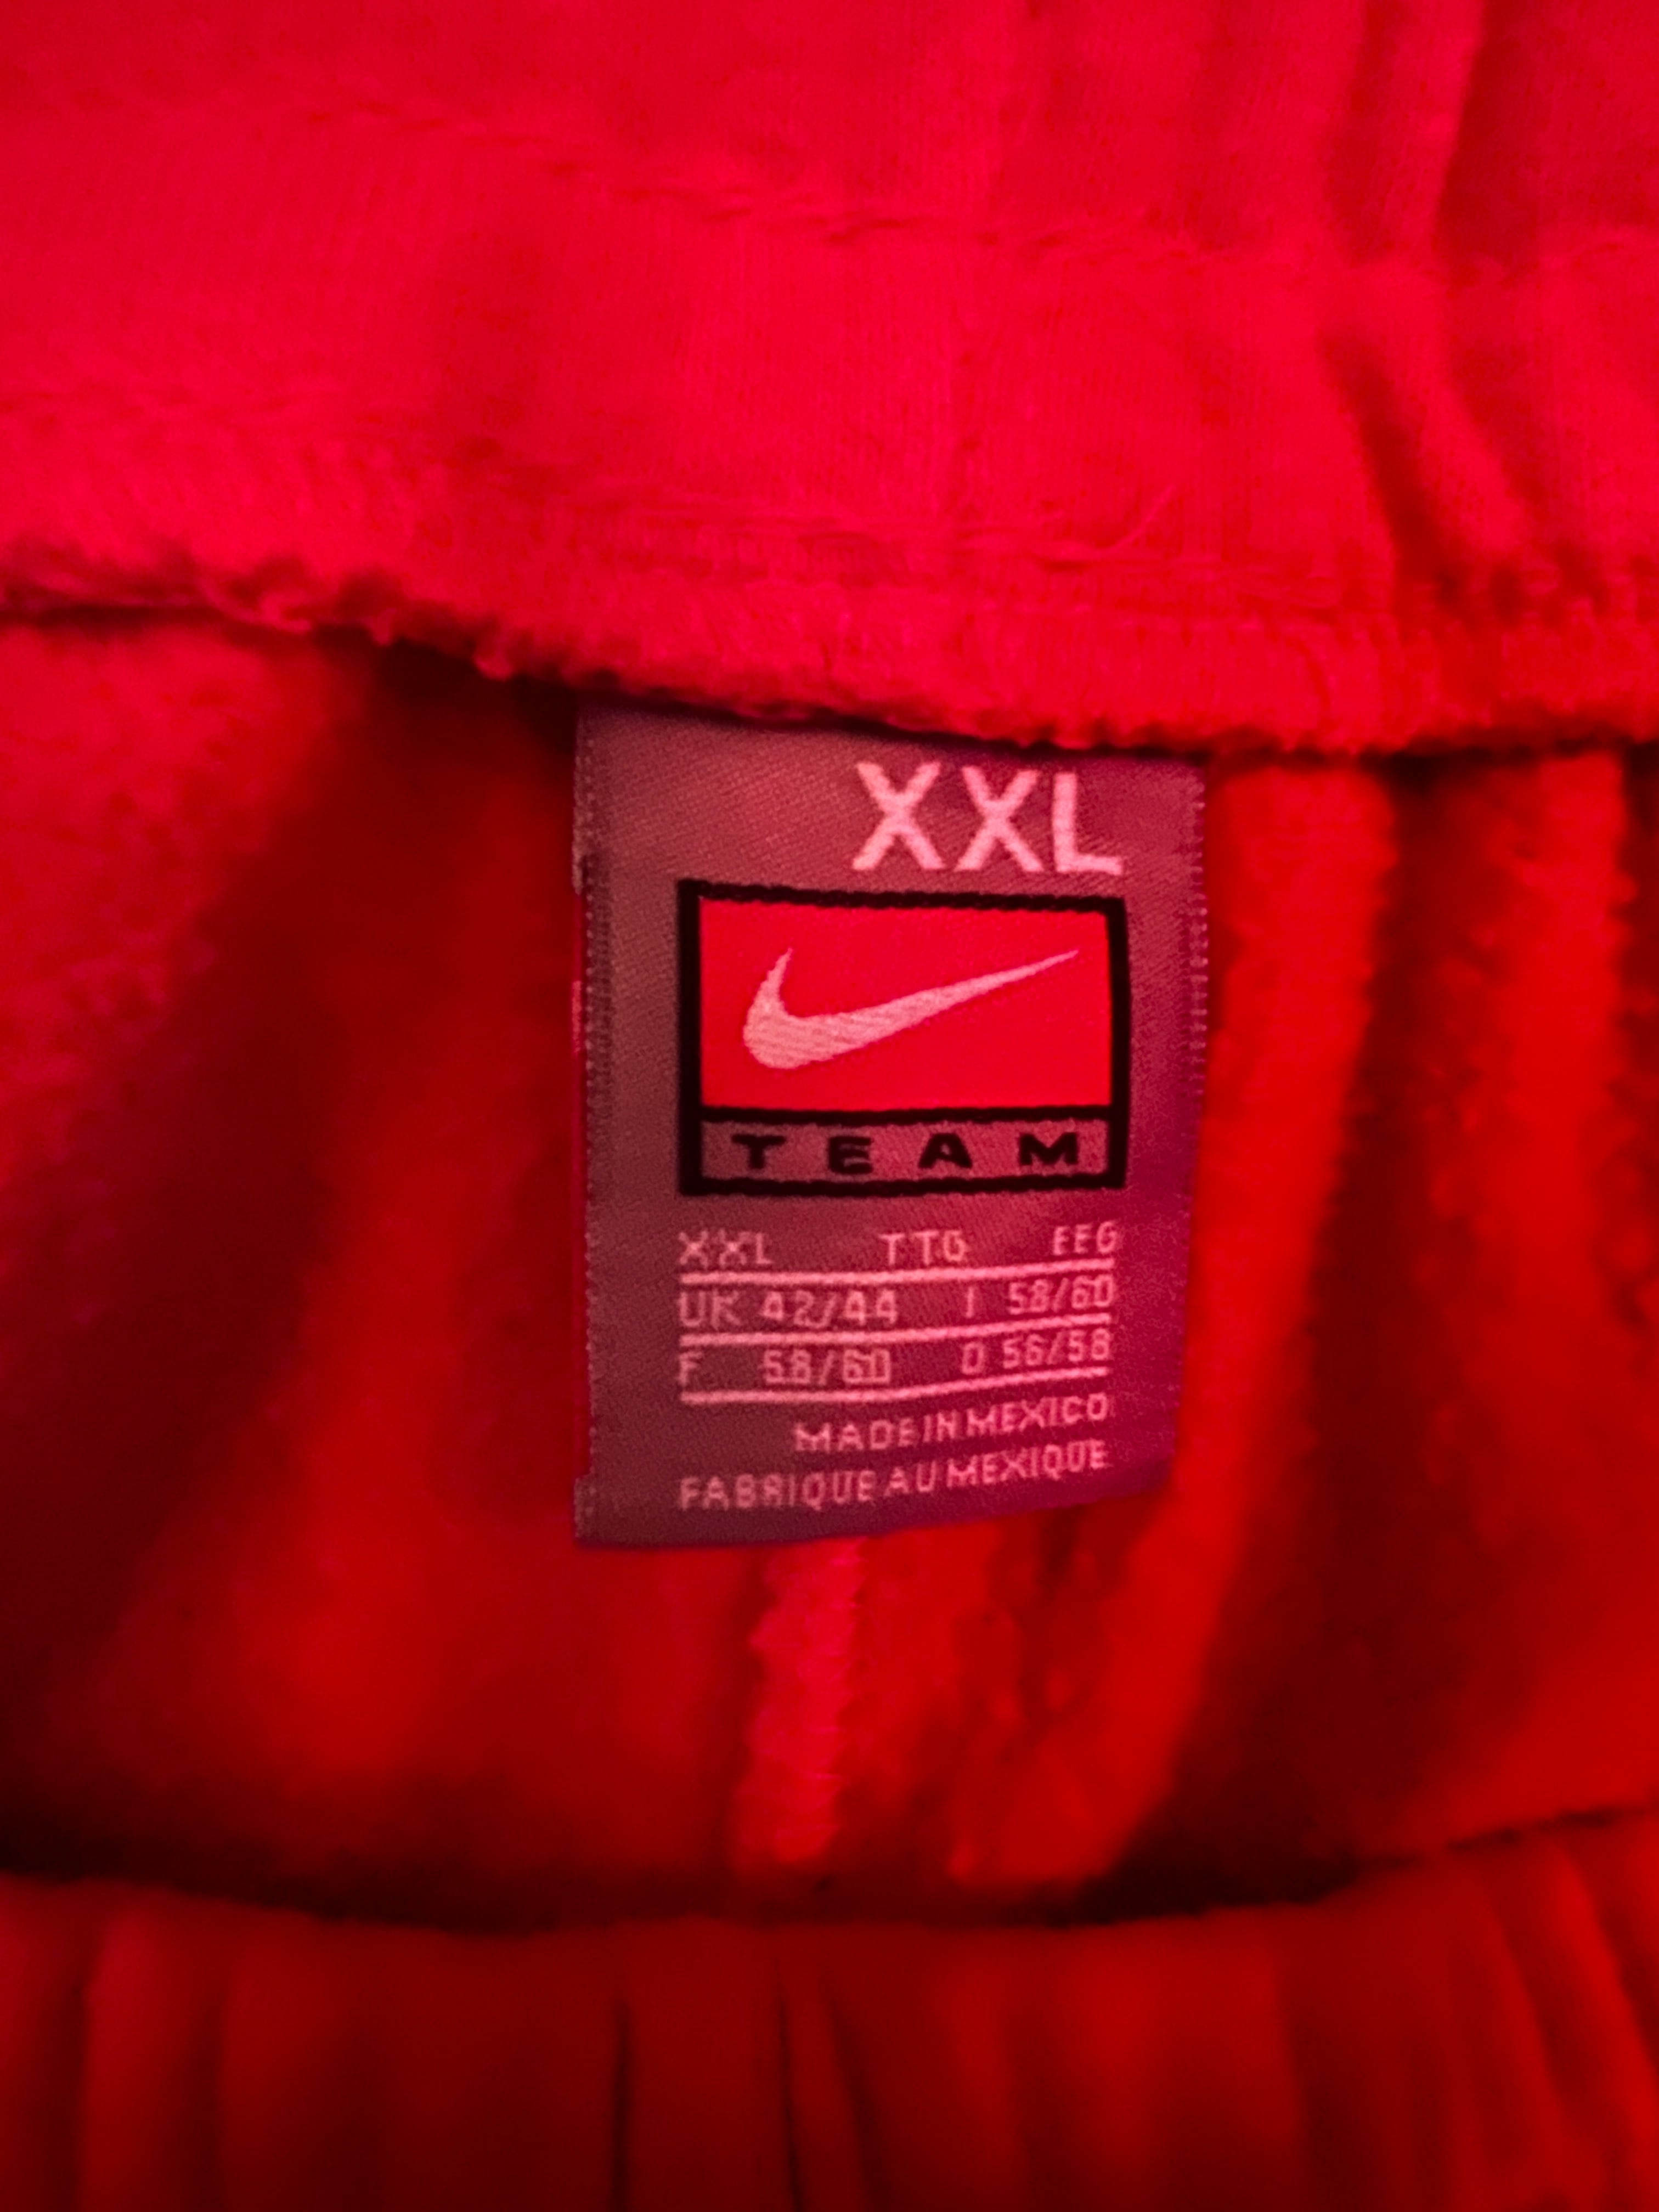 XXL
TEAM
XXL TTG EEG
UK 42/44 I 58/60
F 58/60 D 56/58
MADE IN MEXICO
FABRIQUE AU MEXIQUE